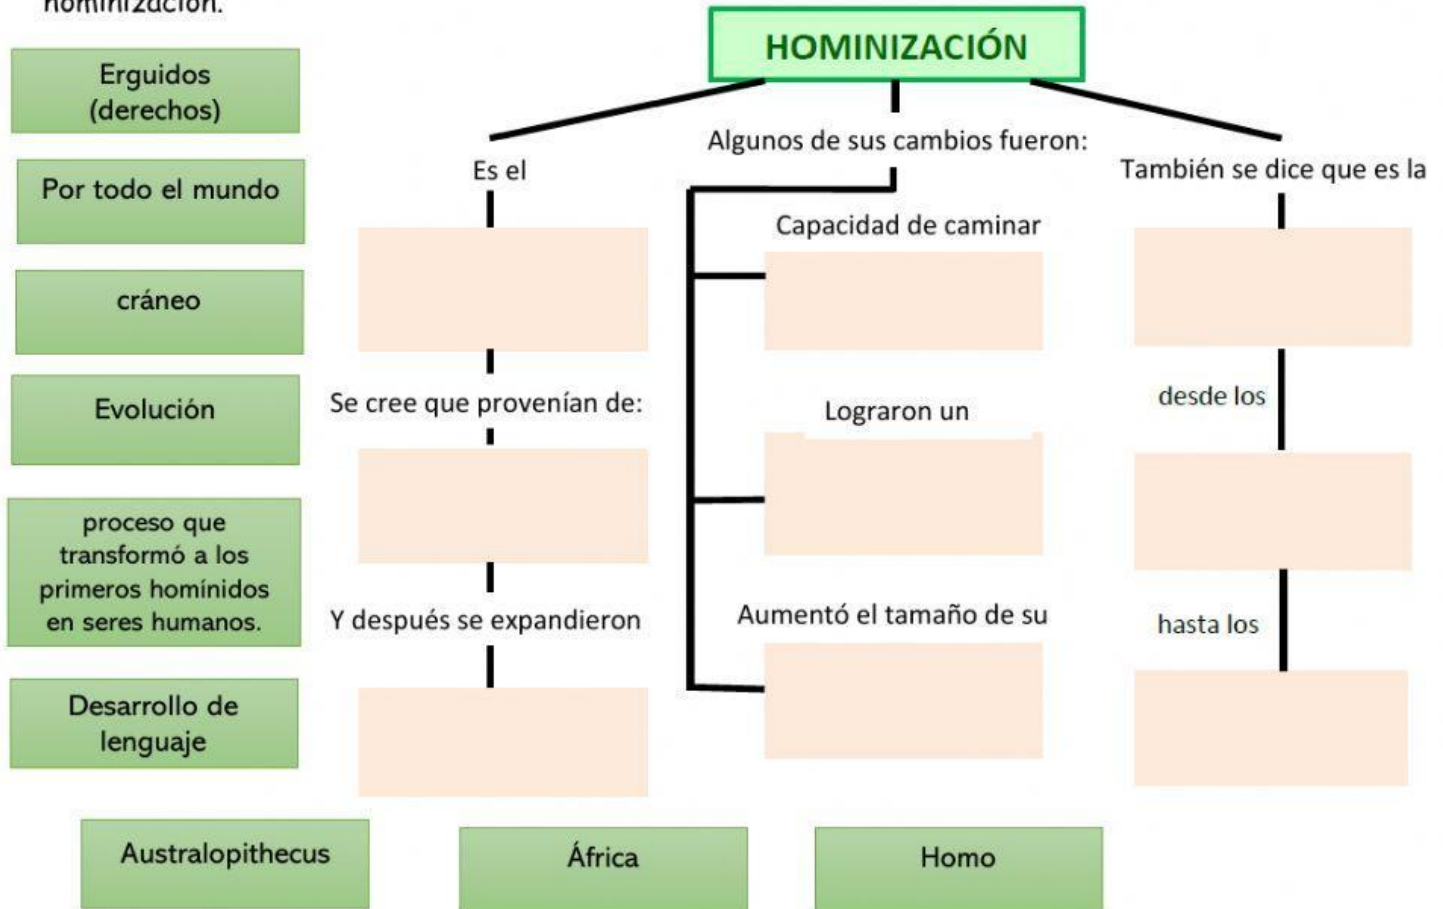 hominización.
HOMINIZACIÓN
Erguidos
(derechos)
Por todo el mundo
cráneo
Evolución
proceso que
transformó a los
primeros homínidos
en seres humanos.
Desarrollo de
lenguaje
Es el
Se cree que provenían de:
Y después se expandieron
Algunos de sus cambios fueron:
Capacidad de caminar
Lograron un
Aumentó el tamaño de su
También se dice que es la
desde los
hasta los
Australopithecus
África
Homo